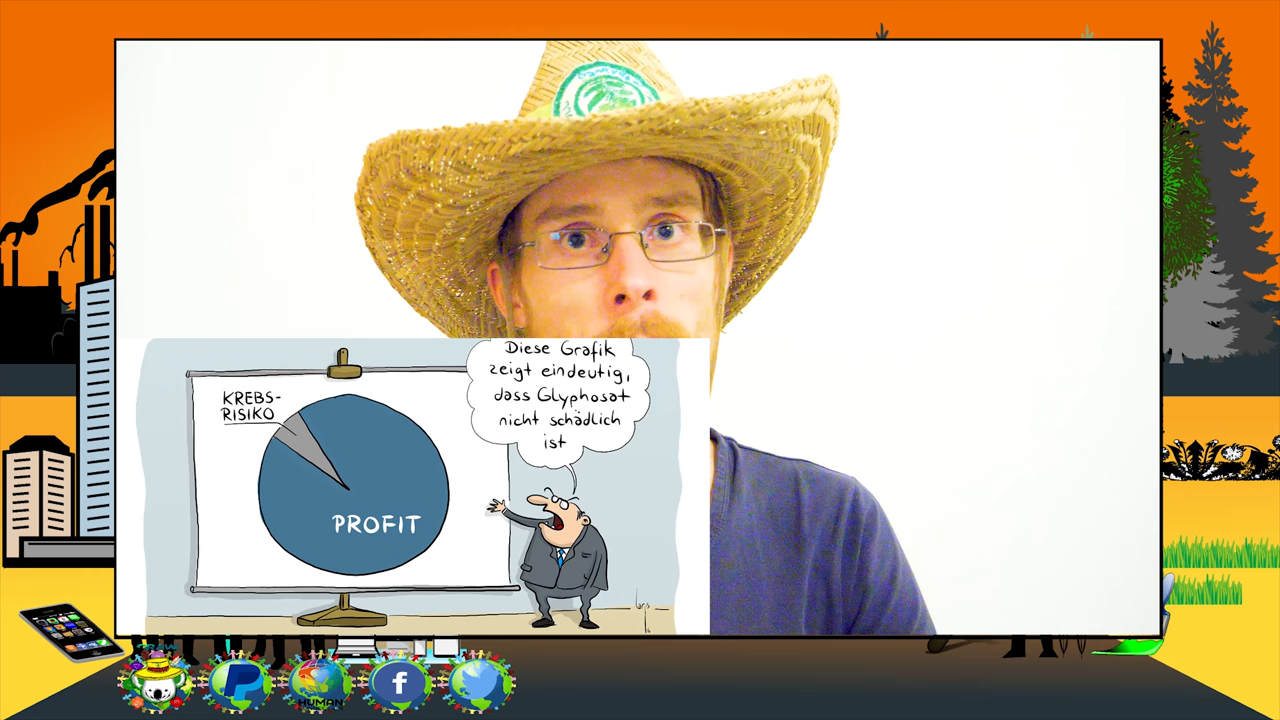 Diese Grafik
zeigt eindeutig,
dass Glyphosat
nicht schädlich
ist
KREBS-
RISIKO
PROFIT
HUMAN
f